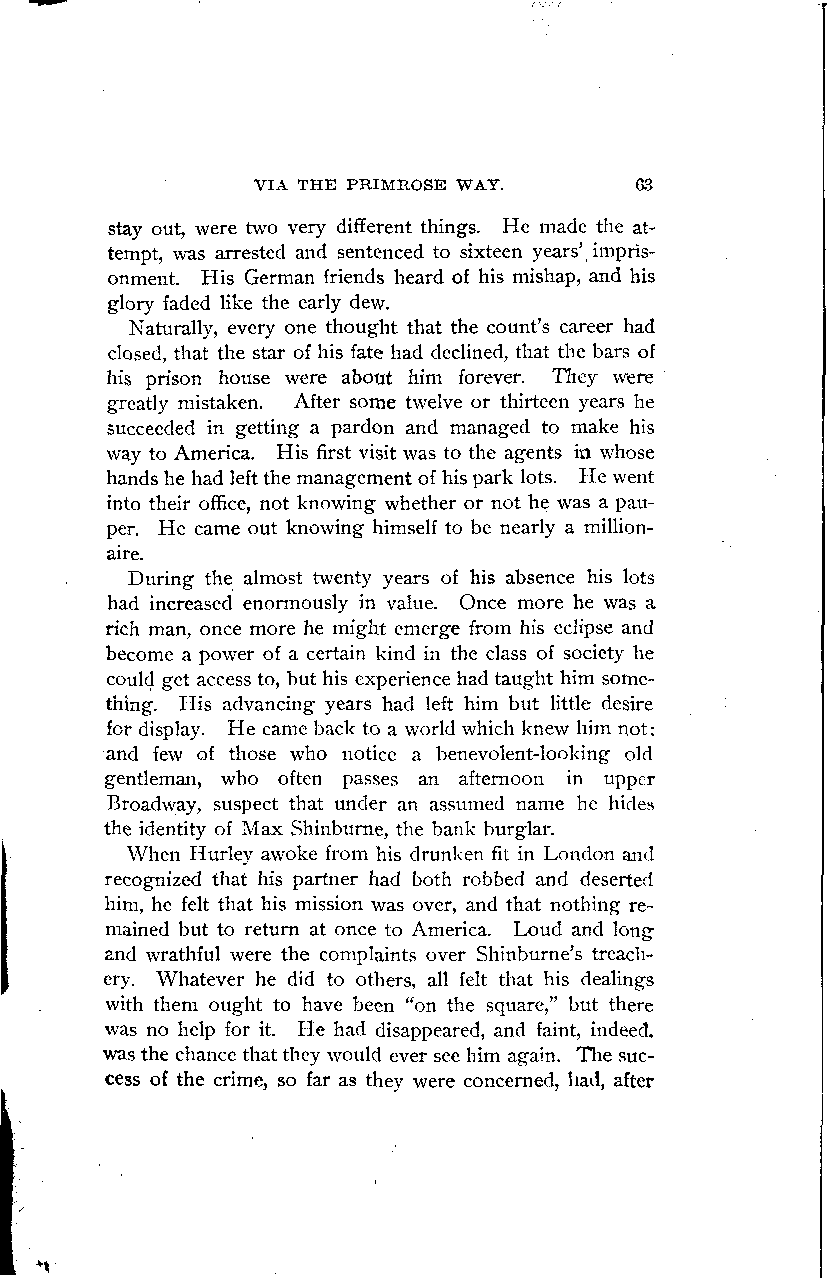 VIA THE PRIMROSE WAY. 63
stay out, were two very different things. He made the at-
tempt, was arrested and sentenced to sixteen years' impris-
onment. His German friends heard of his mishap, and his
glory faded like the early dew.
Naturally, every one thought that the count's career had
closed, that the star of his fate had declined, that the bars of
his prison house were about him forever. They were
greatly mistaken. After some twelve or thirteen years he
succeeded in getting a pardon and managed to make his
way to America. His first visit was to the agents in whose
hands he had left the management of his park lots. He went
into their office, not knowing whether or not he was a pau-
per. He came out knowing himself to be nearly a million-
aire.
During the almost twenty years of his absence his lots
had increased enormously in value. Once more he was a
rich man, once more he might emerge from his eclipse and
become a power of a certain kind in the class of society he
could get access to, but his experience had taught him some-
thing. His advancing years had left him but little desire
for display. He came back to a world which knew him not;
and few of those who notice a benevolent-looking old
gentleman, who often passes an afternoon in upper
Broadway, suspect that under an assumed name he hides
the identity of Max Shinburne, the bank burglar.
When Hurley awoke from his drunken fit in London and
recognized that his partner had both robbed and deserted
him, he felt that his mission was over, and that nothing re-
mained but to return at once to America. Loud and long
and wrathful were the complaints over Shinburne's treach-
ery. Whatever he did to others, all felt that his dealings
with them ought to have been "on the square," but there
was no help for it. He had disappeared, and faint, indeed,
was the chance that they would ever see him again. The suc-
cess of the crime, so far as they were concerned, had, after